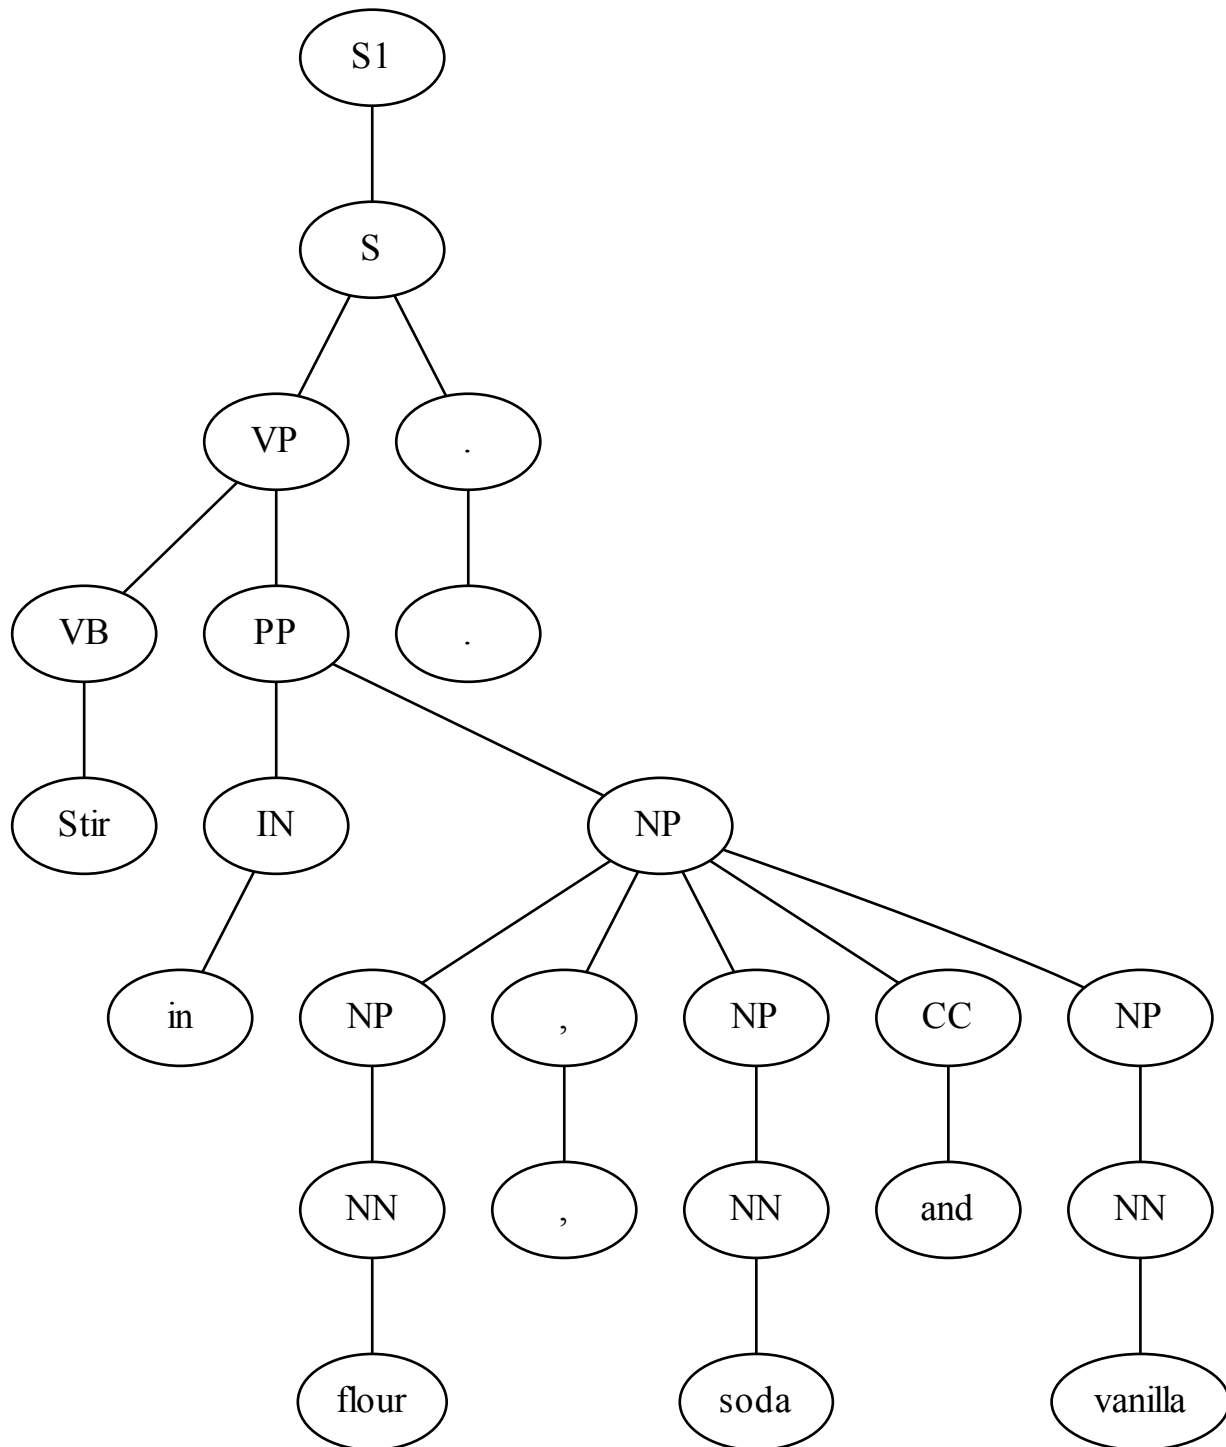 S1
S
VP .
VB PP .
Stir IN NP
in NP , NP CC NP
NN , NN and NN
flour soda vanilla